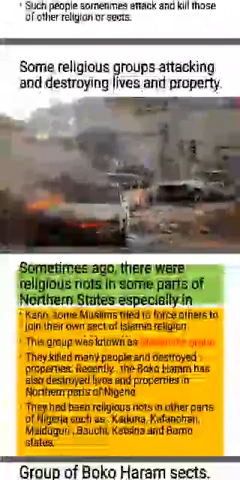 • Such people sometimes attack and kill those
of other religion or sects.
Some religious groups attacking
and destroying lives and property.
Sometimes ago, there were
religious riots in some parts of
Northern States especially in
• Kano, some Muslims tried to force others to
join their own sect of Islamic religion
• This group was known as
• They killed many people and destroyed
properties. Recently, the Boko Haram has
also destroyed lives and properties in
Northern parts of Nigeria
• They had been religious riots in other parts
of Nigeria such as, Kaduna, Kafanchan,
Maiduguri, Bauchi, Katsina and Borno
states.
Group of Boko Haram sects.